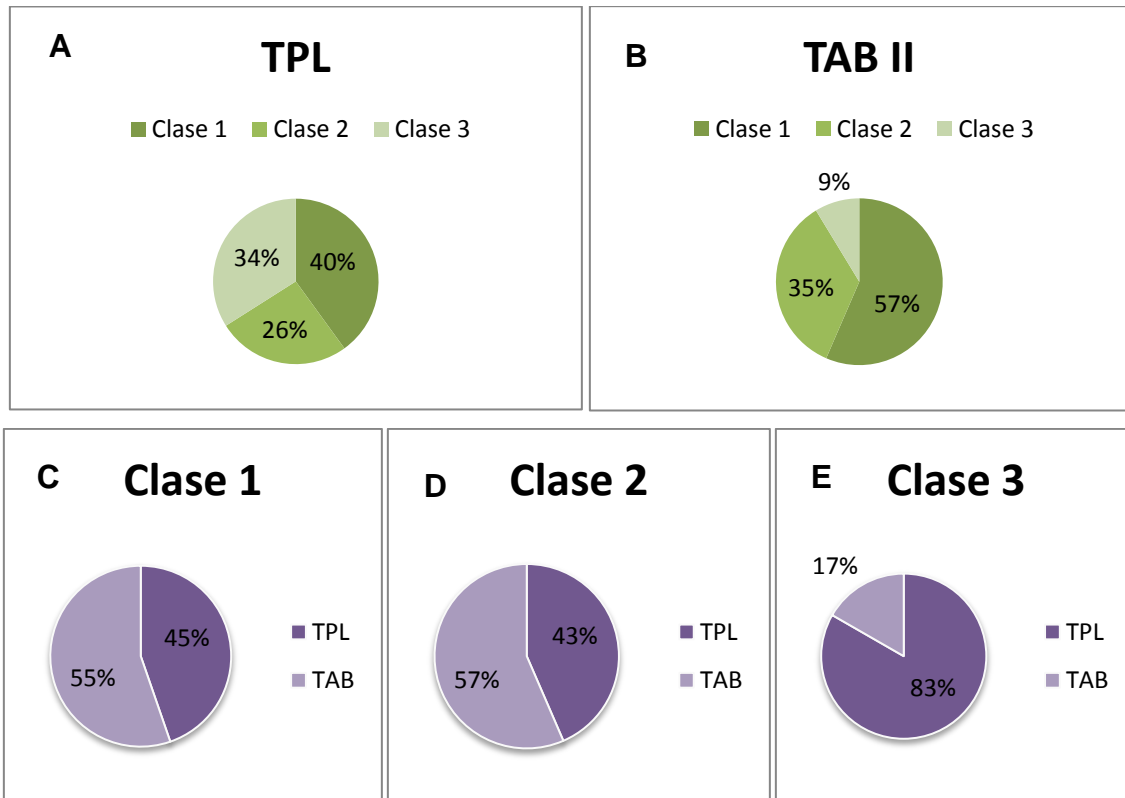 A
TPL
Clase 1 Clase 2 Clase 3
34% 40%
26%
B
TAB II
Clase 1 Clase 2 Clase 3
9%
35% 57%
C Clase 1
45%
55%
TPL
TAB
D Clase 2
43%
57%
TPL
TAB
E Clase 3
17%
83%
TPL
TAB